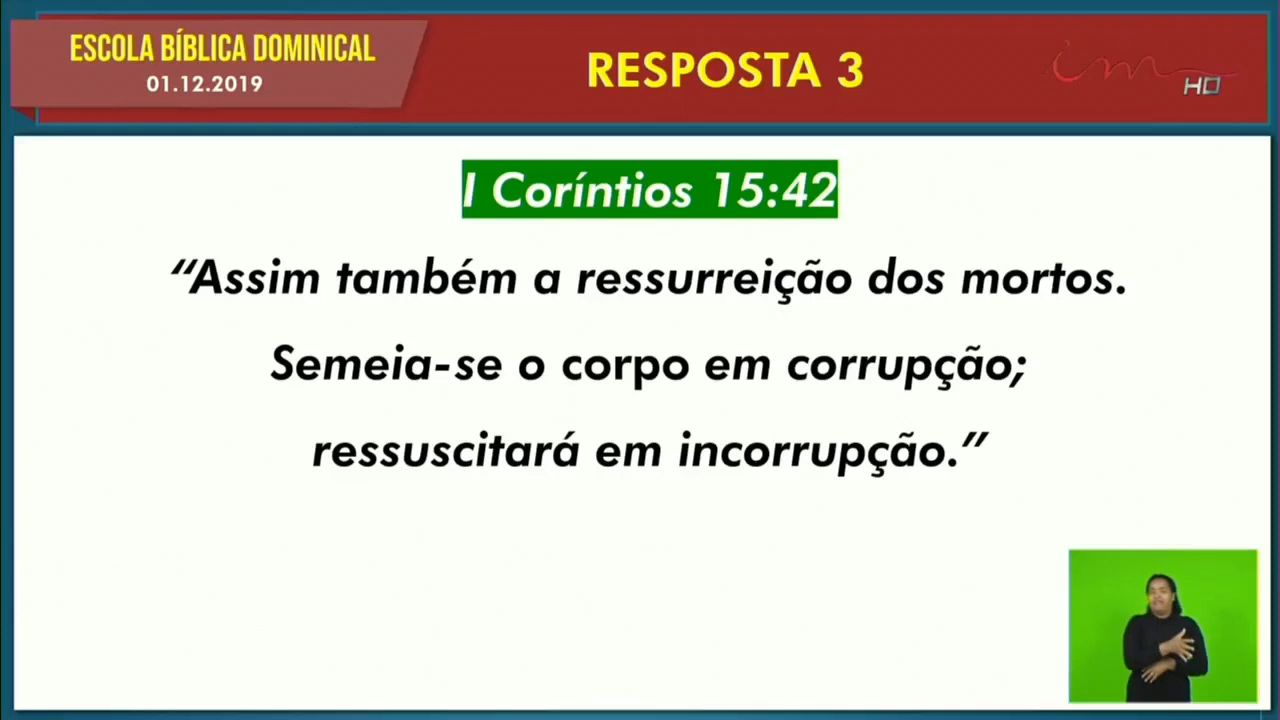 ESCOLA BÍBLICA DOMINICAL
01.12.2019
RESPOSTA 3
im
HD
I Coríntios 15:42
“Assim também a ressurreição dos mortos.
Semeia-se o corpo em corrupção;
ressuscitará em incorrupção.”